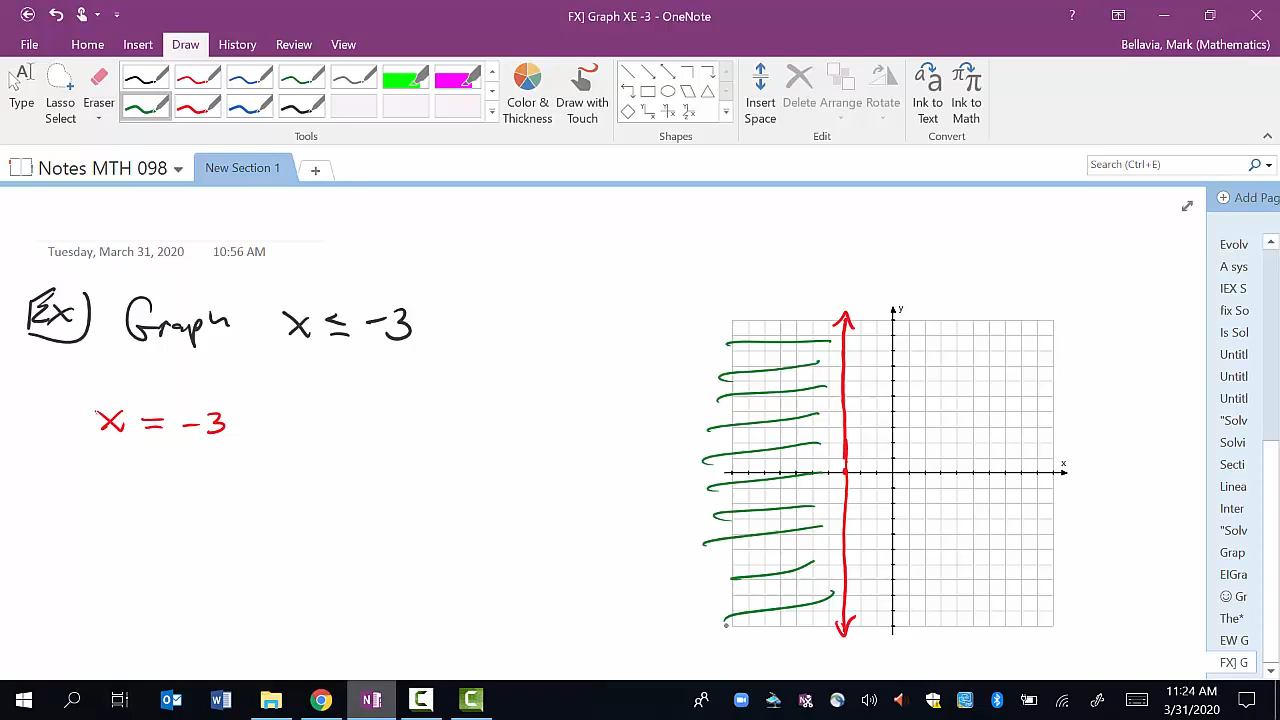 FX] Graph XE -3 - OneNote
?
File
Home
Insert
Draw
History
Review
View
Bellavia, Mark (Mathematics)
Type
Lasso Select
Eraser
Color & Thickness
Draw with Touch
Insert Space
Delete
Arrange
Rotate
Ink to Text
Ink to Math
Tools
Shapes
Edit
Convert
Notes MTH 098
New Section 1
Search (Ctrl+E)
Add Pag
Tuesday, March 31, 2020
10:56 AM
Ex) Graph x ≤ -3
x = -3
y
x
Evolv
A sys
IEX S
fix So
Is Sol
Untitl
Untitl
Untitl
"Solv
Solvi
Secti
Linea
Inter
"Solv
Grap
EIGra
Gr
The*
EW G
FX] G
11:24 AM
3/31/2020